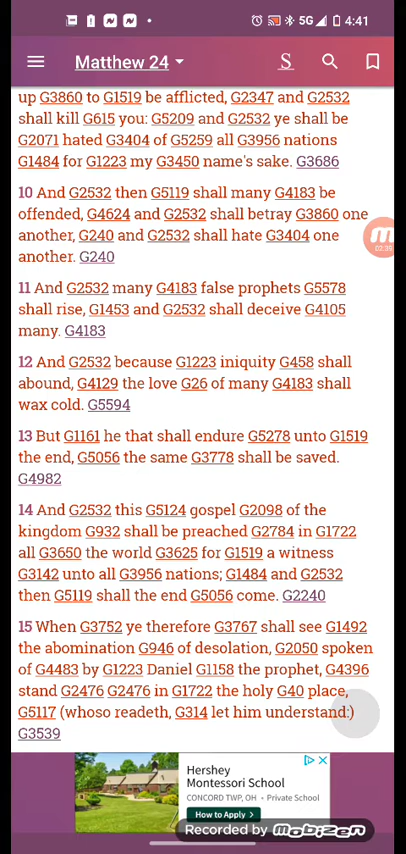 5G 4:41
Matthew 24 S
up G3860 to G1519 be afflicted, G2347 and G2532
shall kill G615 you: G5209 and G2532 ye shall be
G2071 hated G3404 of G5259 all G3956 nations
G1484 for G1223 my G3450 name's sake. G3686
10 And G2532 then G5119 shall many G4183 be
offended, G4624 and G2532 shall betray G3860 one
another, G240 and G2532 shall hate G3404 one
another. G240
11 And G2532 many G4183 false prophets G5578
shall rise, G1453 and G2532 shall deceive G4105
many. G4183
12 And G2532 because G1223 iniquity G458 shall
abound, G4129 the love G26 of many G4183 shall
wax cold. G5594
13 But G1161 he that shall endure G5278 unto G1519
the end, G5056 the same G3778 shall be saved.
G4982
14 And G2532 this G5124 gospel G2098 of the
kingdom G932 shall be preached G2784 in G1722
all G3650 the world G3625 for G1519 a witness
G3142 unto all G3956 nations; G1484 and G2532
then G5119 shall the end G5056 come. G2240
15 When G3752 ye therefore G3767 shall see G1492
the abomination G946 of desolation, G2050 spoken
of G4483 by G1223 Daniel G1158 the prophet, G4396
stand G2476 G2476 in G1722 the holy G40 place,
G5117 (whoso readeth, G314 let him understand:)
G3539
Hershey
Montessori School
CONCORD TWP, OH • Private School
How to Apply >
Recorded by mobizen